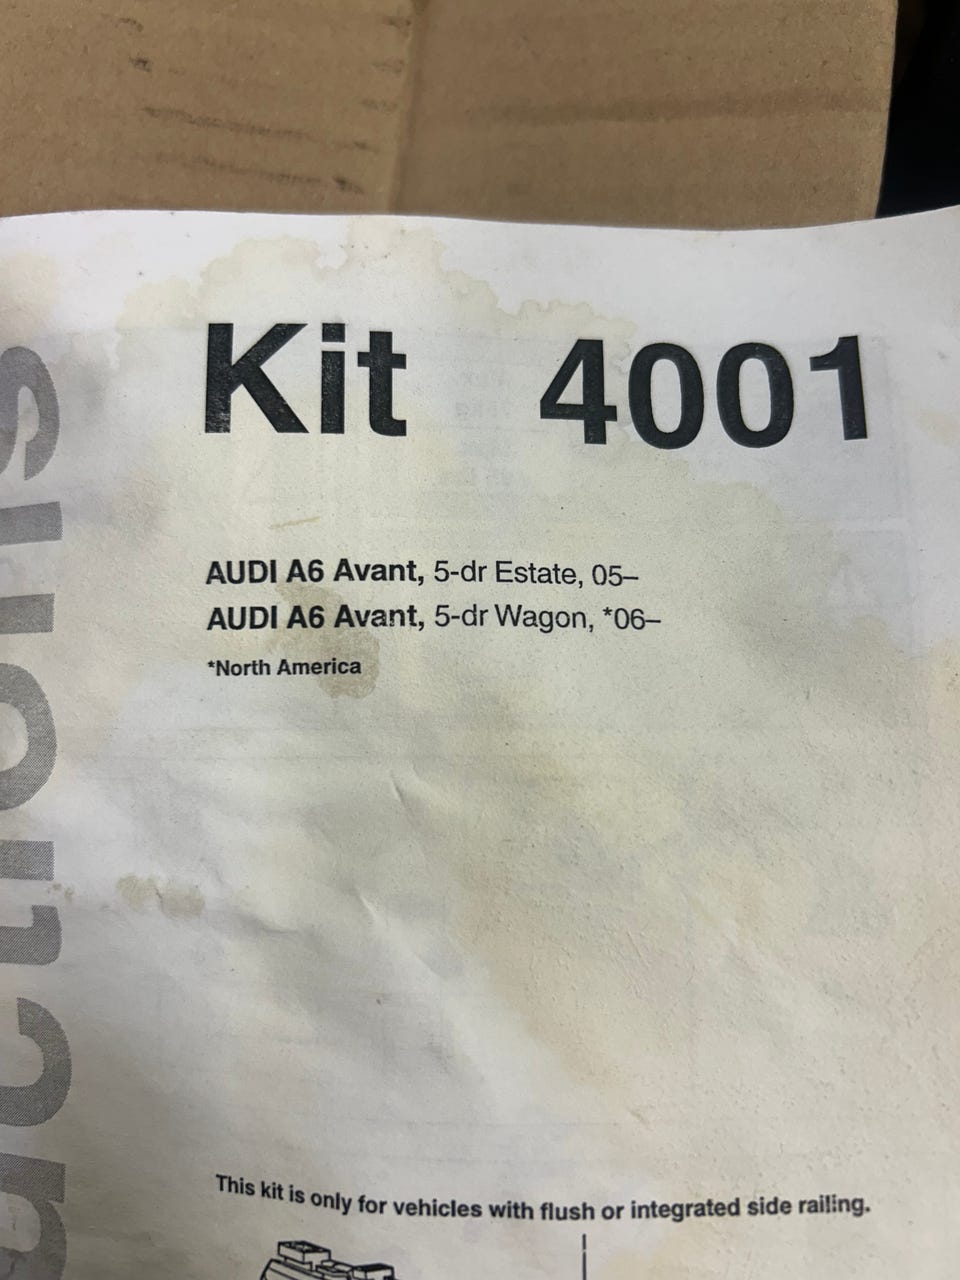 Kit 4001
AUDI A6 Avant, 5-dr Estate, 05–
AUDI A6 Avant, 5-dr Wagon, *06–
*North America
This kit is only for vehicles with flush or integrated side railing.